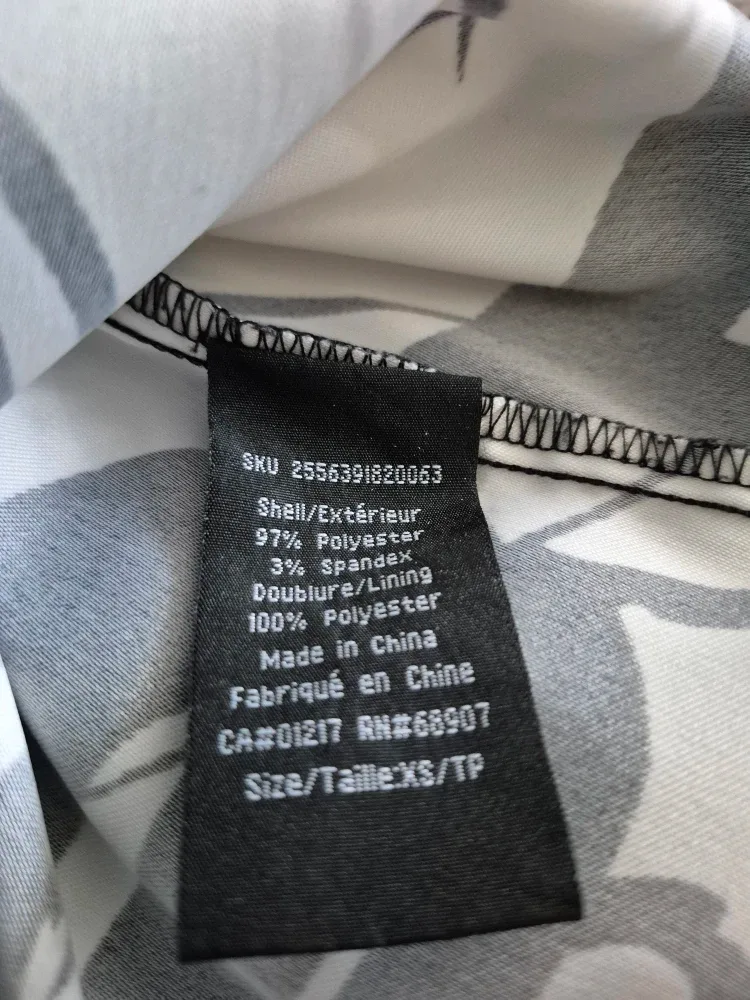 SKU 2556391820063
Shell/Extérieur
97% Polyester
3% Spandex
Doublure/Lining
100% Polyester
Made in China
Fabriqué en Chine
CA#01217 RN#68907
Size/Taille:XS/TP